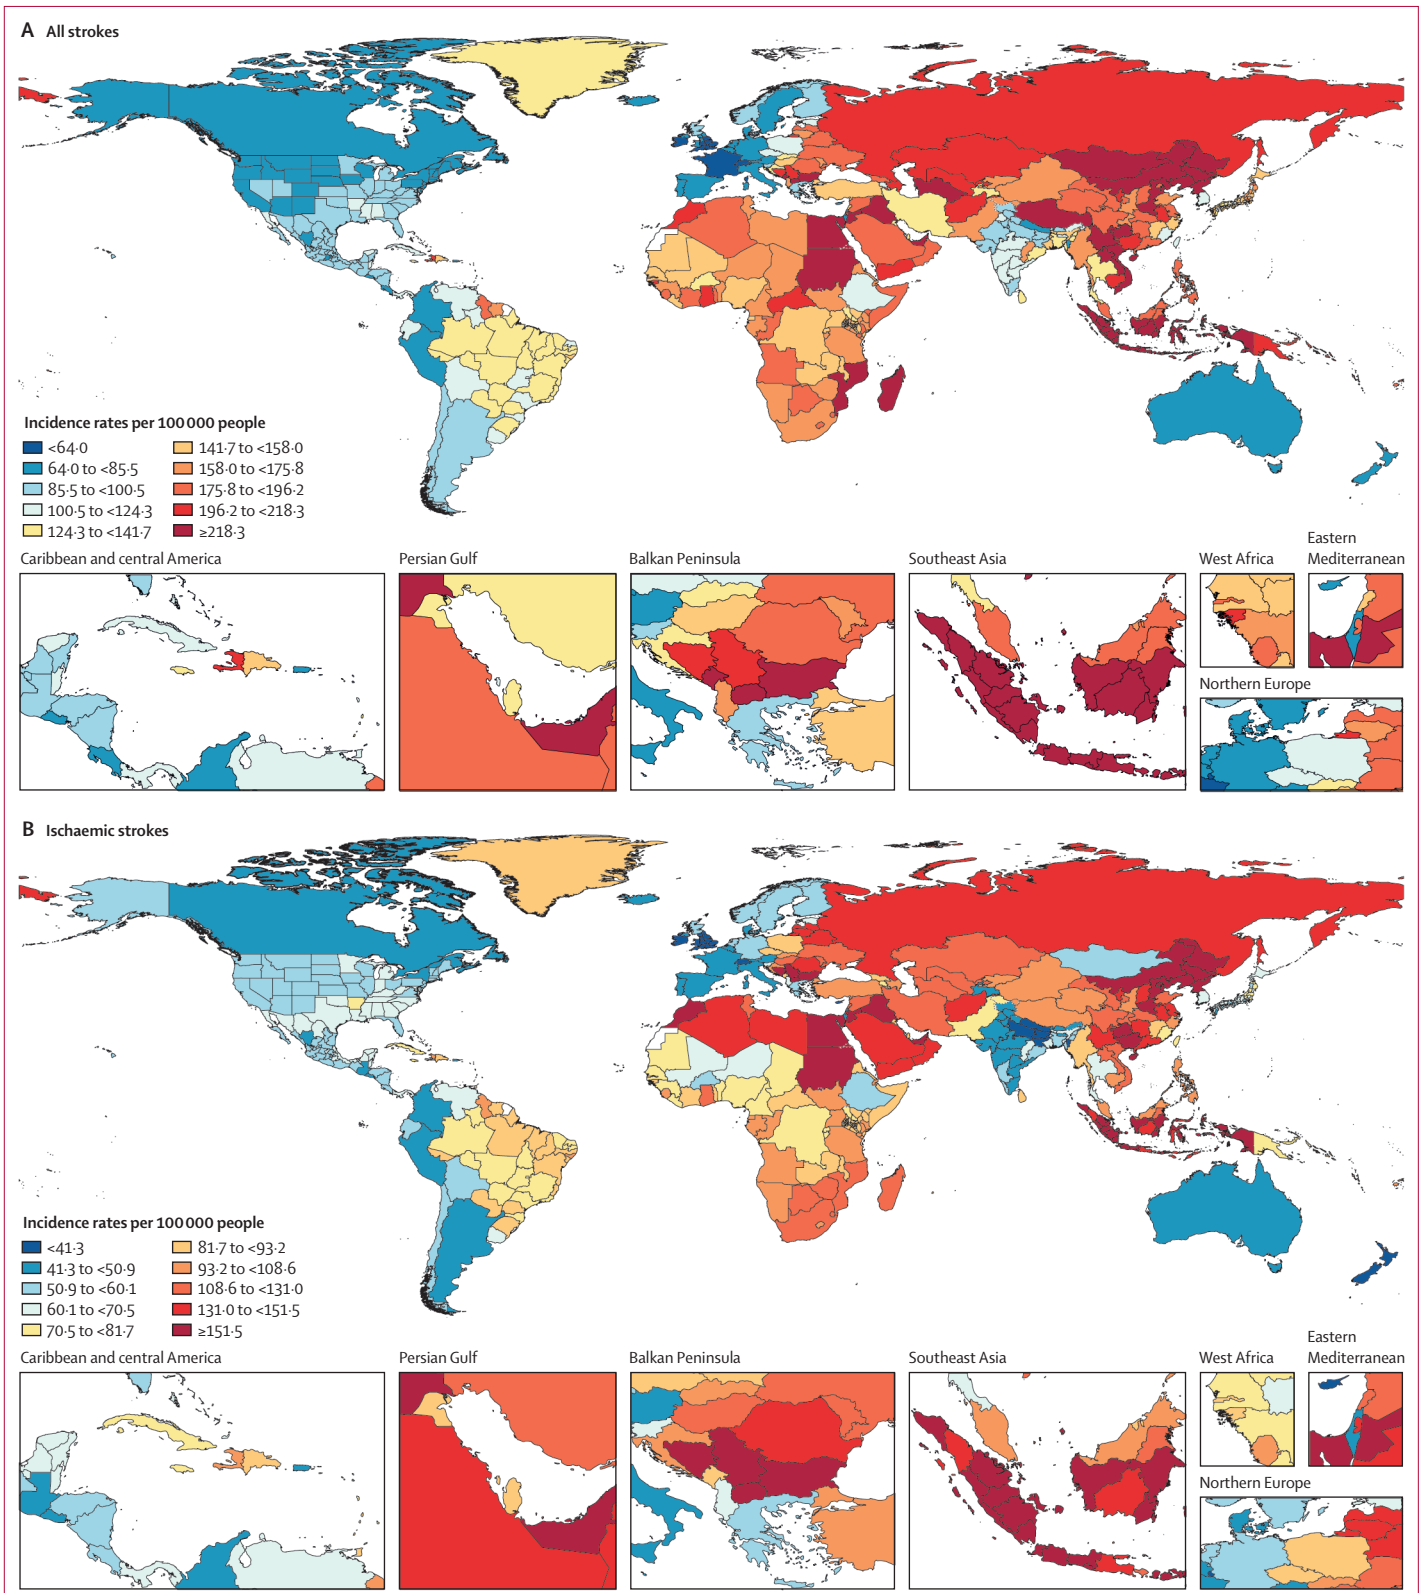 A All strokes
Incidence rates per 100 000 people
<64·0
64·0 to <85·5
85·5 to <100·5
100·5 to <124·3
124·3 to <141·7
141·7 to <158·0
158·0 to <175·8
175·8 to <196·2
196·2 to <218·3
≥218·3
Caribbean and central America
Persian Gulf
Balkan Peninsula
Southeast Asia
West Africa
Eastern
Mediterranean
Northern Europe
B Ischaemic strokes
Incidence rates per 100 000 people
<41·3
41·3 to <50·9
50·9 to <60·1
60·1 to <70·5
70·5 to <81·7
81·7 to <93·2
93·2 to <108·6
108·6 to <131·0
131·0 to <151·5
≥151·5
Caribbean and central America
Persian Gulf
Balkan Peninsula
Southeast Asia
West Africa
Eastern
Mediterranean
Northern Europe